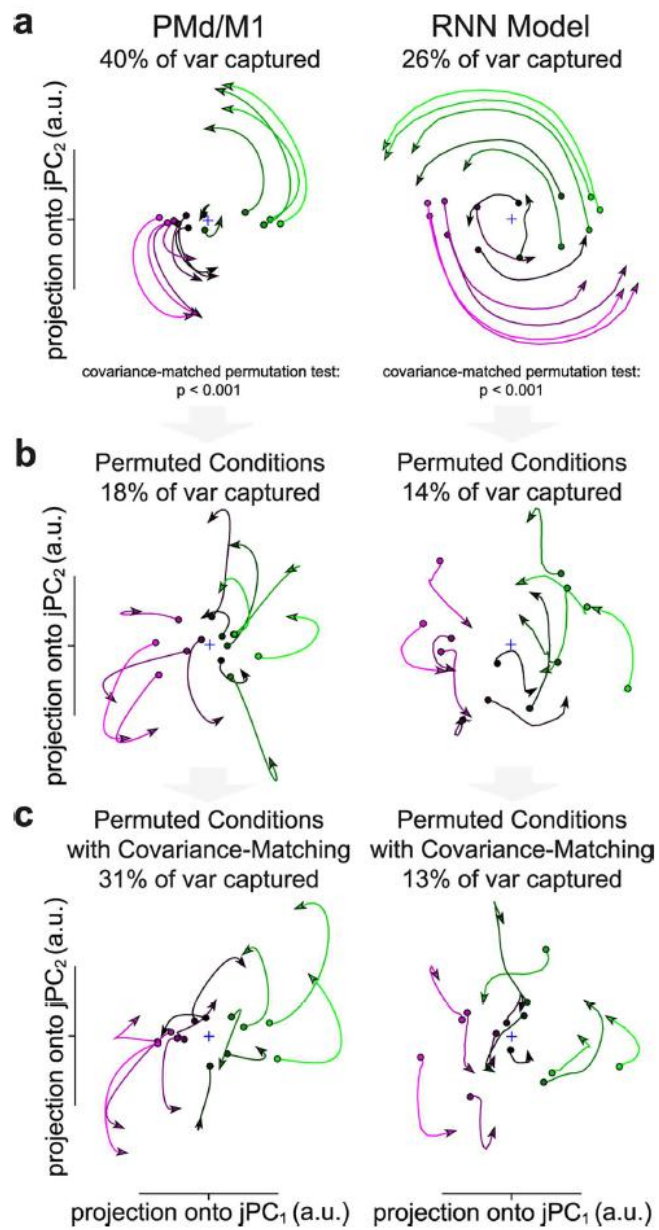 a
PMd/M1
40% of var captured
RNN Model
26% of var captured
projection onto jPC2 (a.u.)
covariance-matched permutation test:
p < 0.001
covariance-matched permutation test:
p < 0.001
b
Permuted Conditions
18% of var captured
Permuted Conditions
14% of var captured
projection onto jPC2 (a.u.)
c
Permuted Conditions
with Covariance-Matching
31% of var captured
Permuted Conditions
with Covariance-Matching
13% of var captured
projection onto jPC2 (a.u.)
projection onto jPC1 (a.u.)
projection onto jPC1 (a.u.)